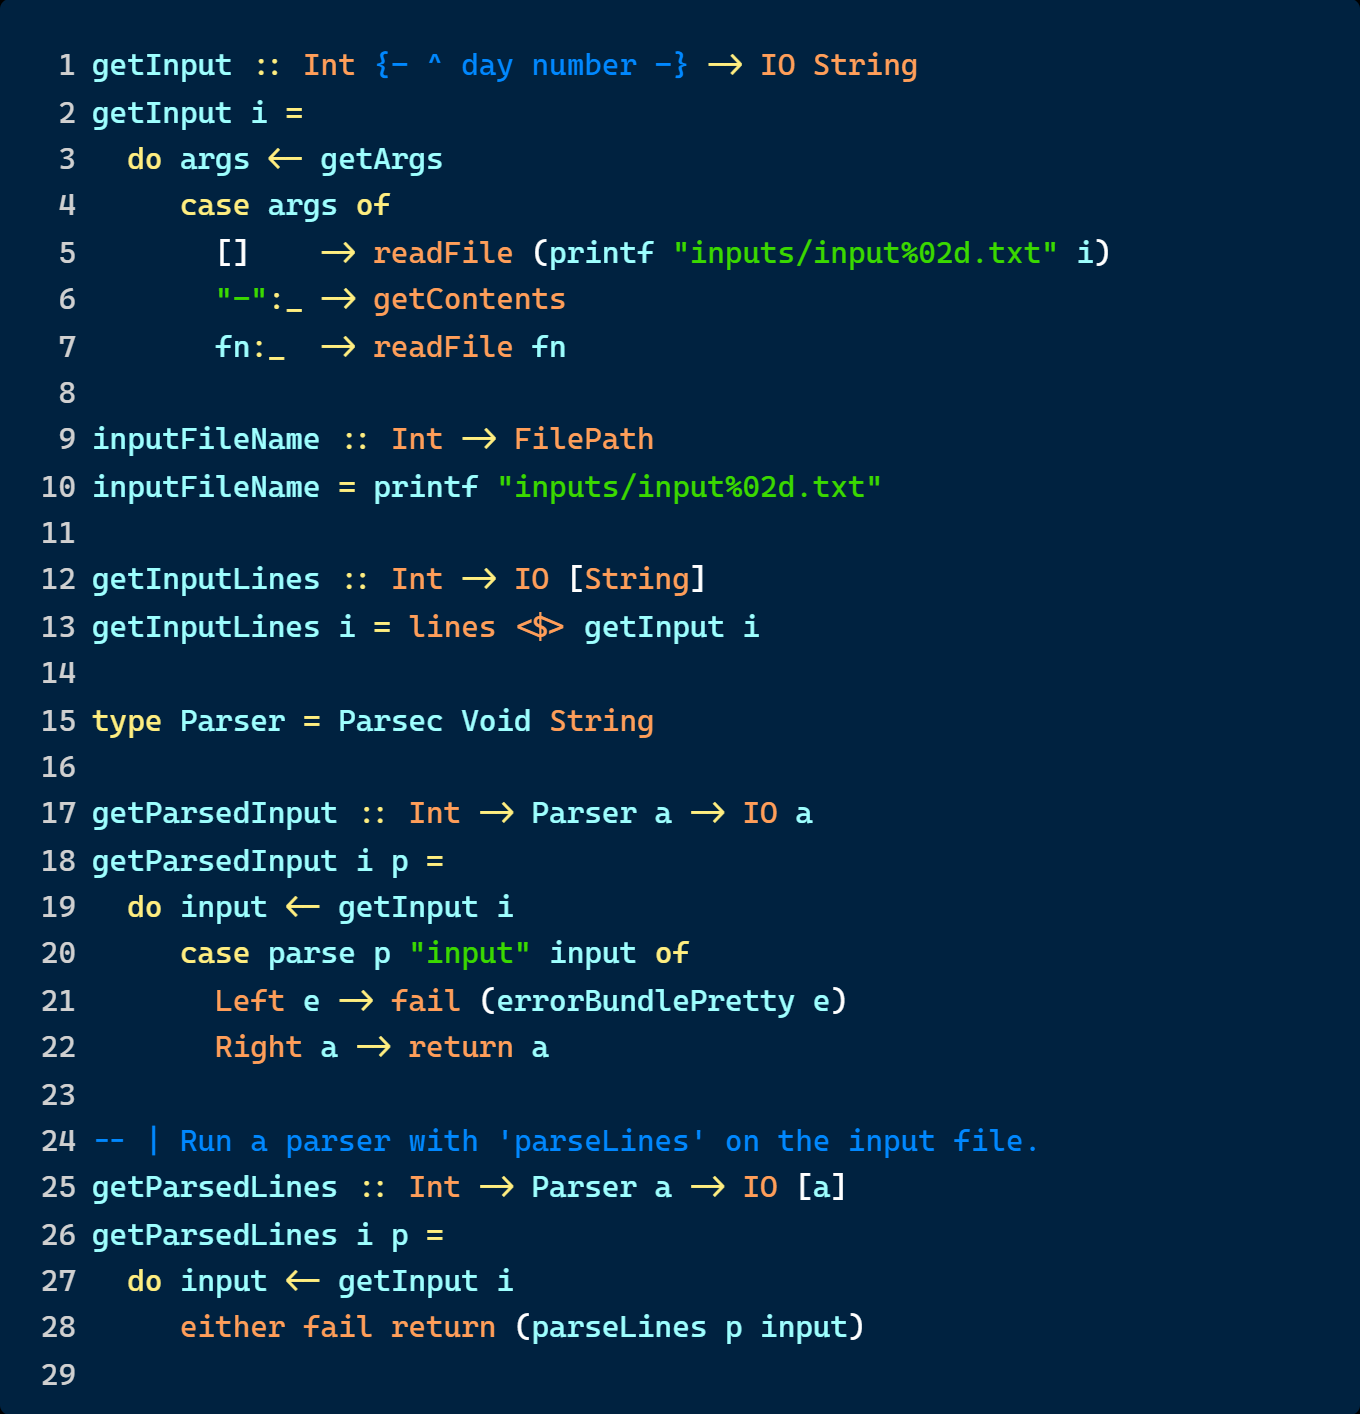 1 getInput :: Int {- ^ day number -} -> IO String
2 getInput i =
3   do args <- getArgs
4      case args of
5        []    -> readFile (printf "inputs/input%02d.txt" i)
6        "-":_ -> getContents
7        fn:_  -> readFile fn
8
9 inputFileName :: Int -> FilePath
10 inputFileName = printf "inputs/input%02d.txt"
11
12 getInputLines :: Int -> IO [String]
13 getInputLines i = lines <$> getInput i
14
15 type Parser = Parsec Void String
16
17 getParsedInput :: Int -> Parser a -> IO a
18 getParsedInput i p =
19   do input <- getInput i
20      case parse p "input" input of
21        Left e -> fail (errorBundlePretty e)
22        Right a -> return a
23
24 -- | Run a parser with 'parseLines' on the input file.
25 getParsedLines :: Int -> Parser a -> IO [a]
26 getParsedLines i p =
27   do input <- getInput i
28      either fail return (parseLines p input)
29